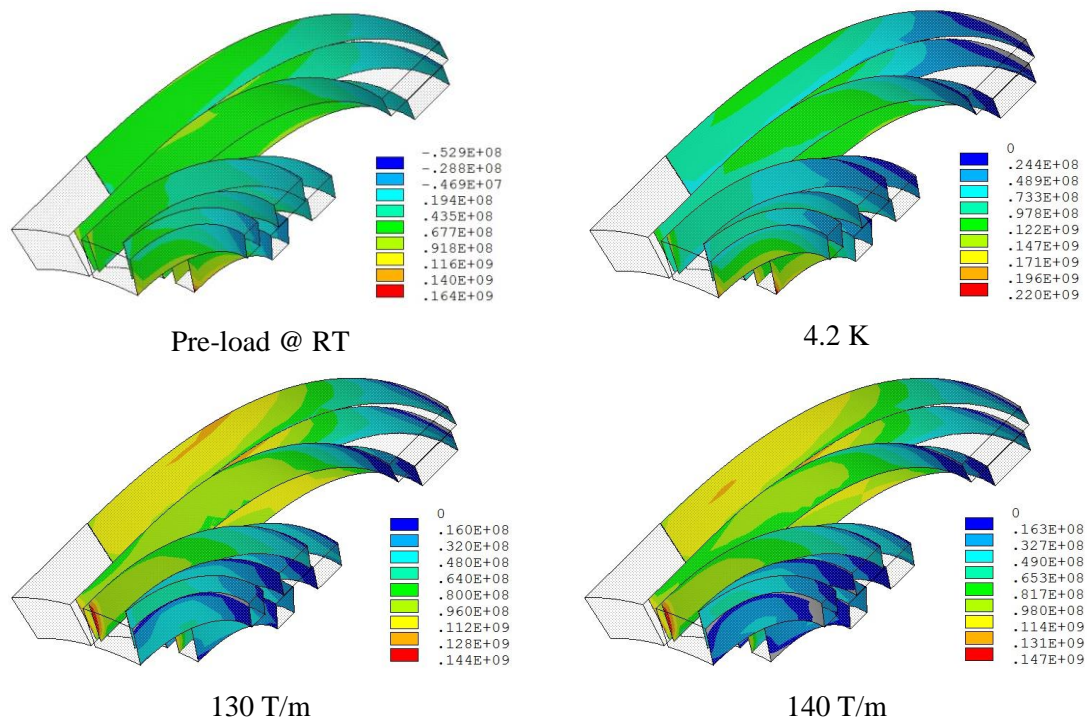 -.529E+08
-.288E+08
-.469E+07
.194E+08
.435E+08
.677E+08
.918E+08
.116E+09
.140E+09
.164E+09
Pre-load @ RT
0
.244E+08
.489E+08
.733E+08
.978E+08
.122E+09
.147E+09
.171E+09
.196E+09
.220E+09
4.2 K
0
.160E+08
.320E+08
.480E+08
.640E+08
.800E+08
.960E+08
.112E+09
.128E+09
.144E+09
130 T/m
0
.163E+08
.327E+08
.490E+08
.653E+08
.817E+08
.980E+08
.114E+09
.131E+09
.147E+09
140 T/m